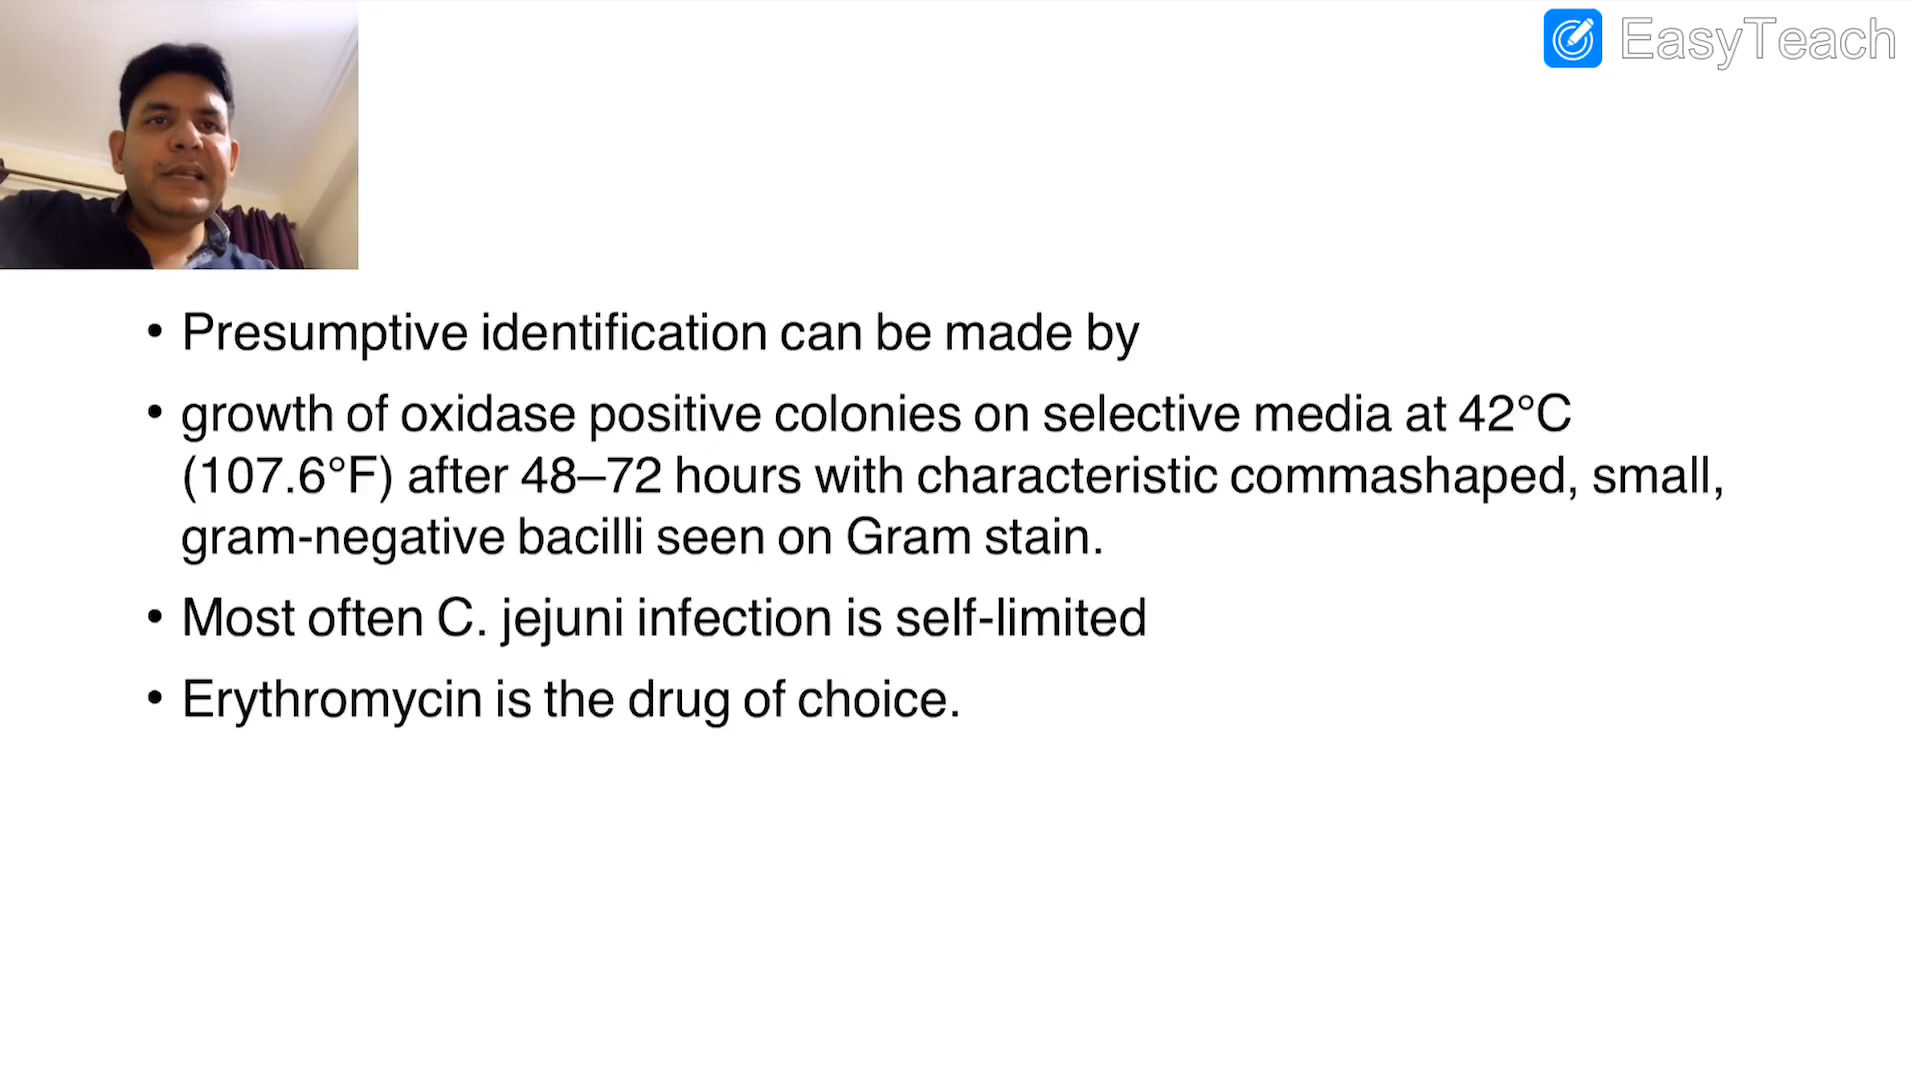 EasyTeach
• Presumptive identification can be made by
• growth of oxidase positive colonies on selective media at 42°C
(107.6°F) after 48–72 hours with characteristic commashaped, small,
gram-negative bacilli seen on Gram stain.
• Most often C. jejuni infection is self-limited
• Erythromycin is the drug of choice.